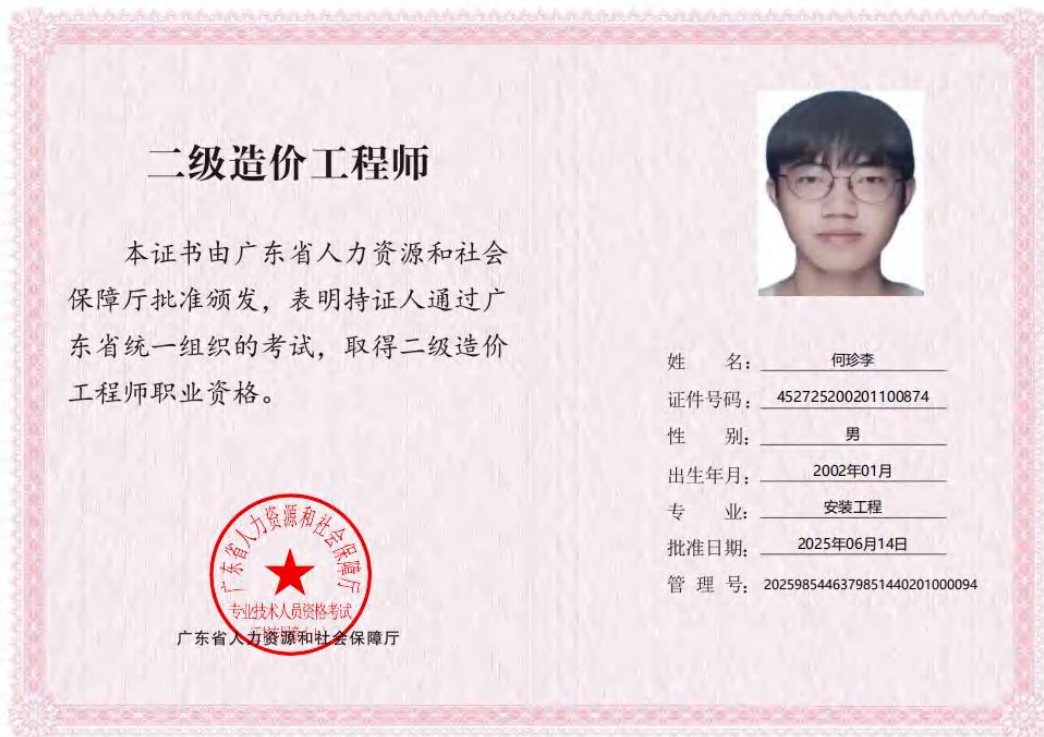 二级造价工程师
本证书由广东省人力资源和社会
保障厅批准颁发，表明持证人通过广
东省统一组织的考试，取得二级造价
工程师职业资格。
广东省人力资源和社会保障厅
专业技术人员资格考试
广东省人力资源和社会保障厅
姓 名：何珍李
证件号码：452725200201100874
性 别：男
出生年月：2002年01月
专 业：安装工程
批准日期：2025年06月14日
管 理 号：2025985446379851440201000094